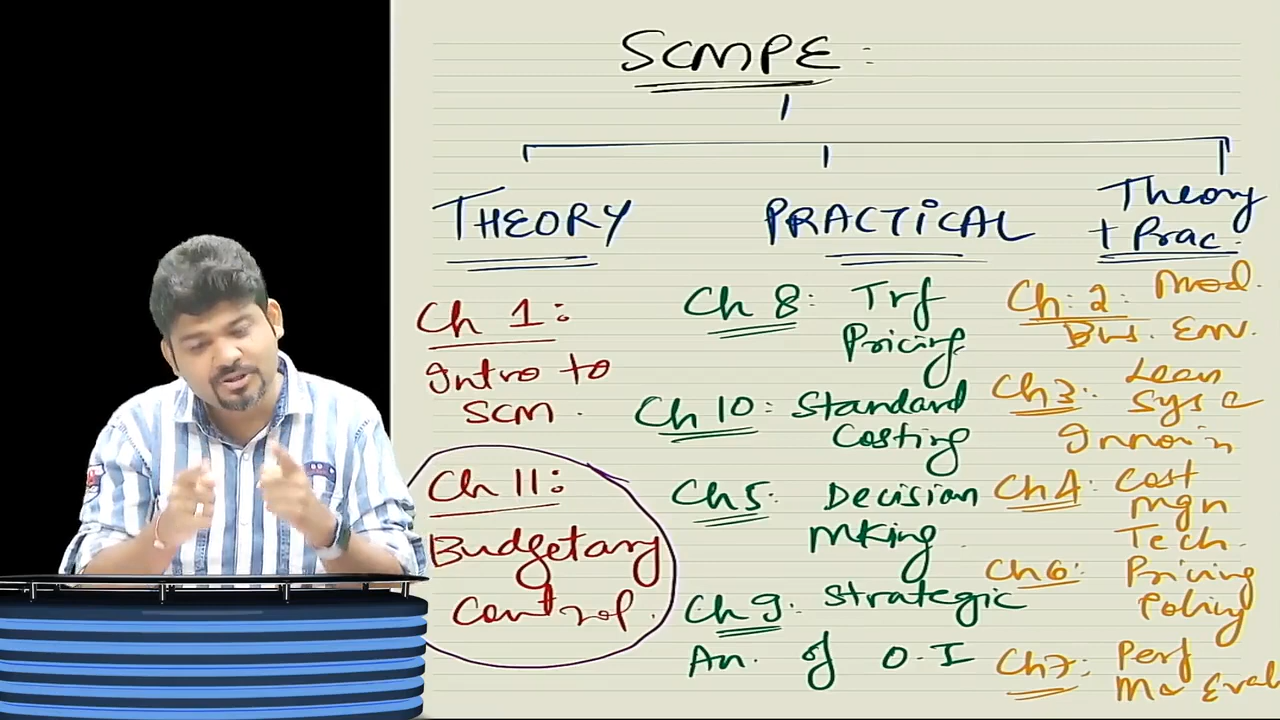 SCMPE :
THEORY
PRACTICAL
Theory
+ Prac.
Ch 1:
Intro to
SCM.
Ch 11:
Budgetary
Control.
Ch 8: Trf
Pricing.
Ch 10: Standard
Costing
Ch 5: Decision
Mking.
Ch 9. Strategic
An. of O.I
Ch: 2: Mod.
Bus. Env.
Ch 3: Lean
Sys &
Ch 4: Cost
Mgn
Tech.
Ch 6: Pricing
Policy
Ch 7: Perf
Eval